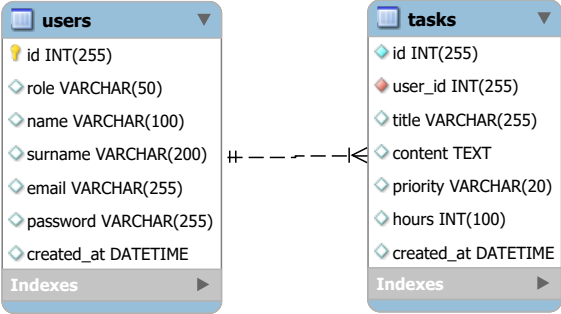 users
id INT(255)
role VARCHAR(50)
name VARCHAR(100)
surname VARCHAR(200)
email VARCHAR(255)
password VARCHAR(255)
created_at DATETIME
Indexes
tasks
id INT(255)
user_id INT(255)
title VARCHAR(255)
content TEXT
priority VARCHAR(20)
hours INT(100)
created_at DATETIME
Indexes